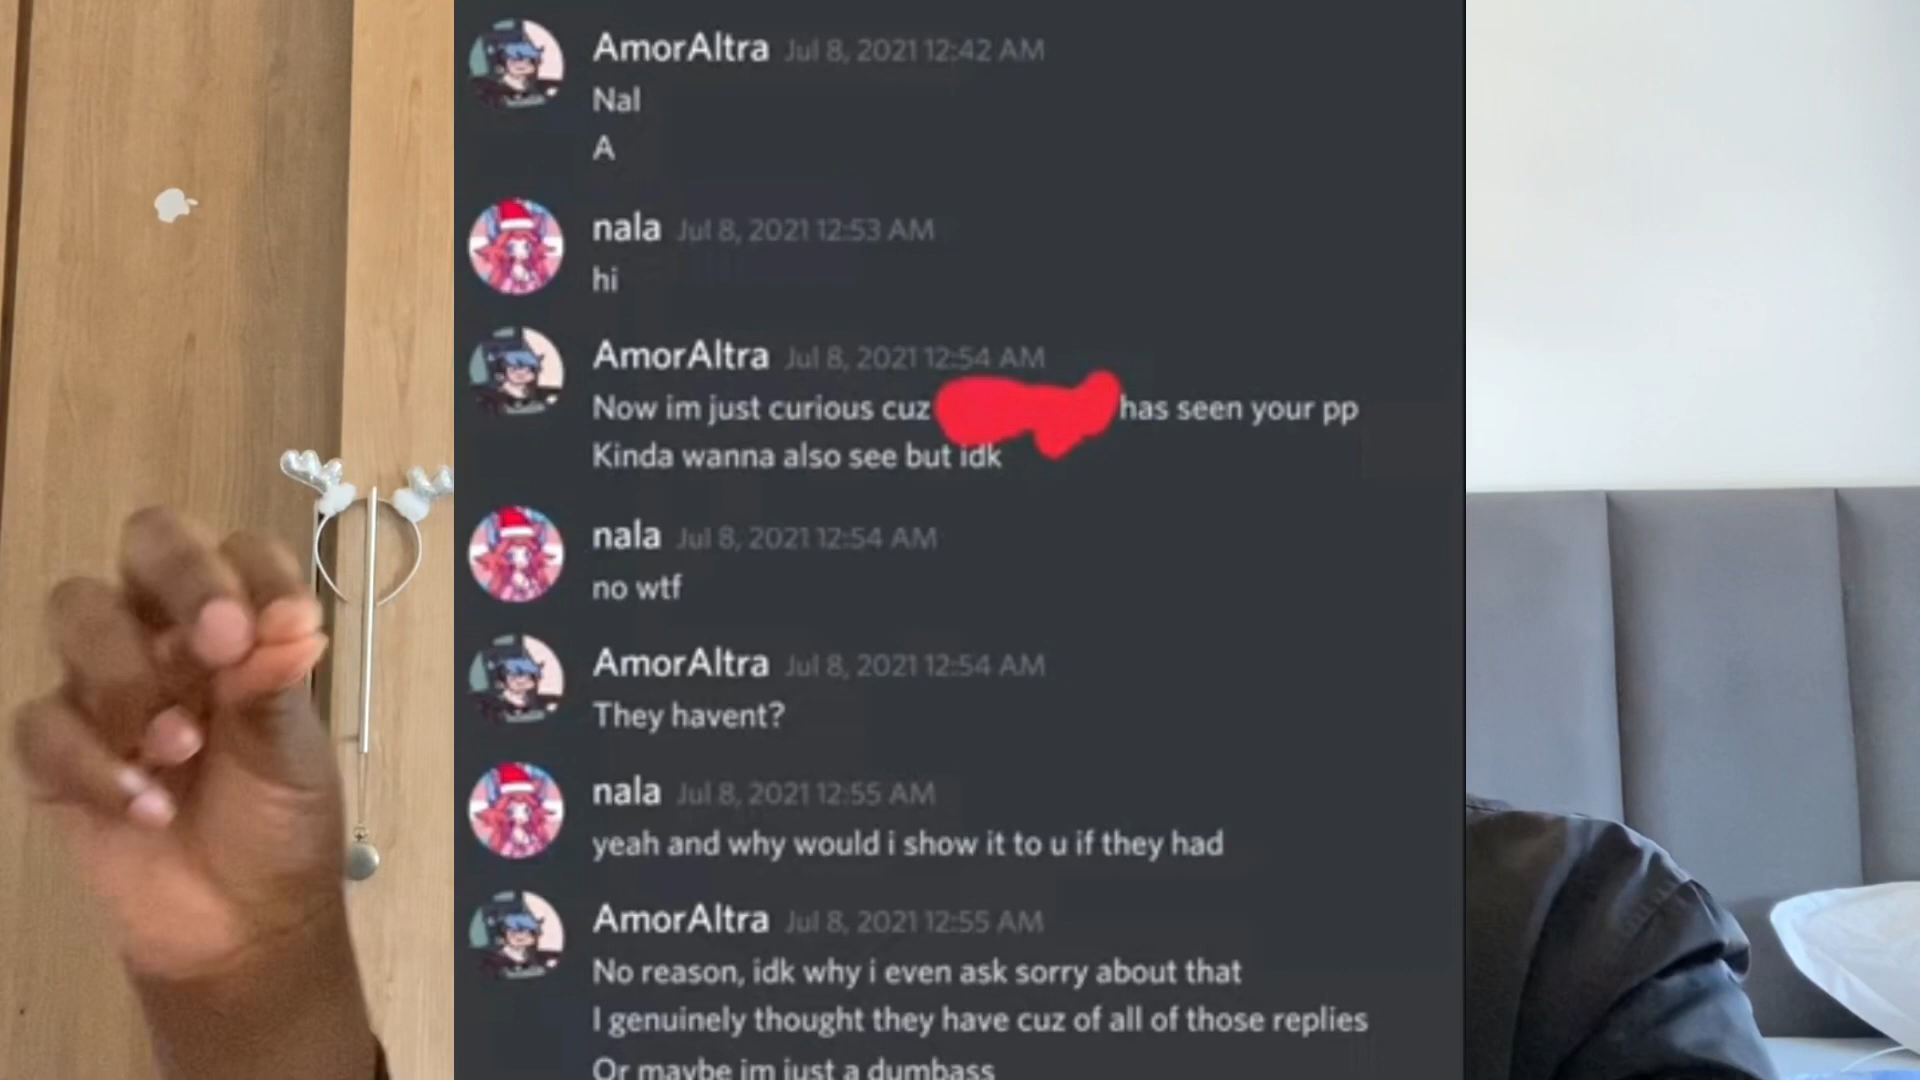 AmorAltra Jul 8, 2021 12:42 AM
Nal
A
nala Jul 8, 2021 12:53 AM
hi
AmorAltra Jul 8, 2021 12:54 AM
Now im just curious cuz has seen your pp
Kinda wanna also see but idk
nala Jul 8, 2021 12:54 AM
no wtf
AmorAltra Jul 8, 2021 12:54 AM
They havent?
nala Jul 8, 2021 12:55 AM
yeah and why would i show it to u if they had
AmorAltra Jul 8, 2021 12:55 AM
No reason, idk why i even ask sorry about that
I genuinely thought they have cuz of all of those replies
Or maybe im just a dumbass